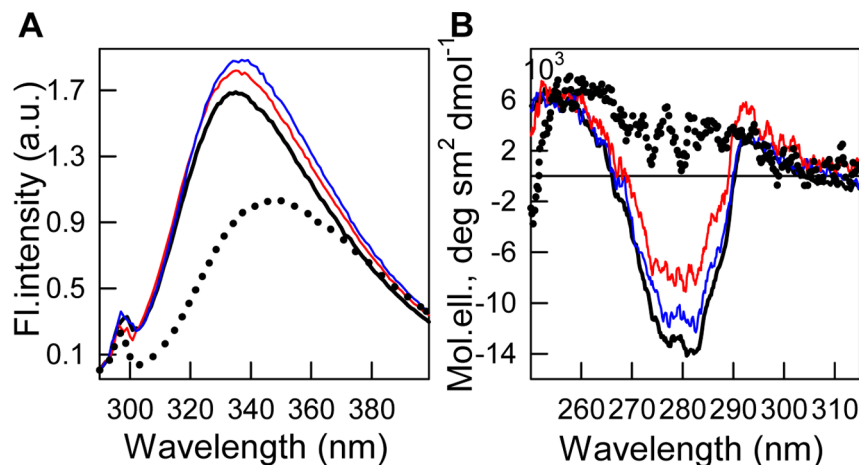 A
Fl.intensity (a.u.)
1.7
1.3
0.9
0.5
0.1
300 320 340 360 380
Wavelength (nm)
B
Mol.ell., deg sm² dmol⁻¹
10³
6
2
-2
-6
-10
-14
260 270 280 290 300 310
Wavelength (nm)